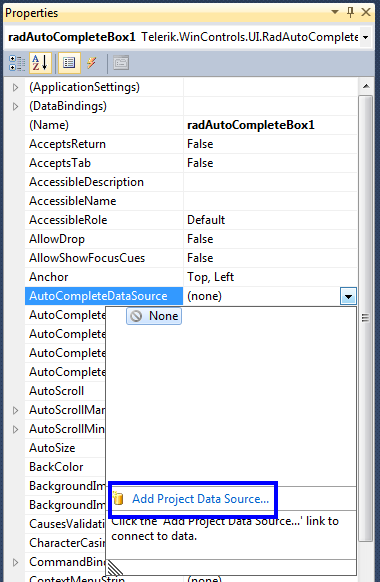 Properties
radAutoCompleteBox1 Telerik.WinControls.UI.RadAutoComplete
(ApplicationSettings)
(DataBindings)
(Name) radAutoCompleteBox1
AcceptsReturn False
AcceptsTab False
AccessibleDescription
AccessibleName
AccessibleRole Default
AllowDrop False
AllowShowFocusCues False
Anchor Top, Left
AutoCompleteDataSource (none)
AutoComplete
None
AutoComplete
AutoComplete
AutoComplete
AutoScroll
AutoScrollMar
AutoScrollMin
AutoSize
BackColor
BackgroundIm
Add Project Data Source...
BackgroundIm
CausesValidati
Click the 'Add Project Data Source...' link to
connect to data.
CharacterCasin
CommandBin
ContextMenuStrip (none)